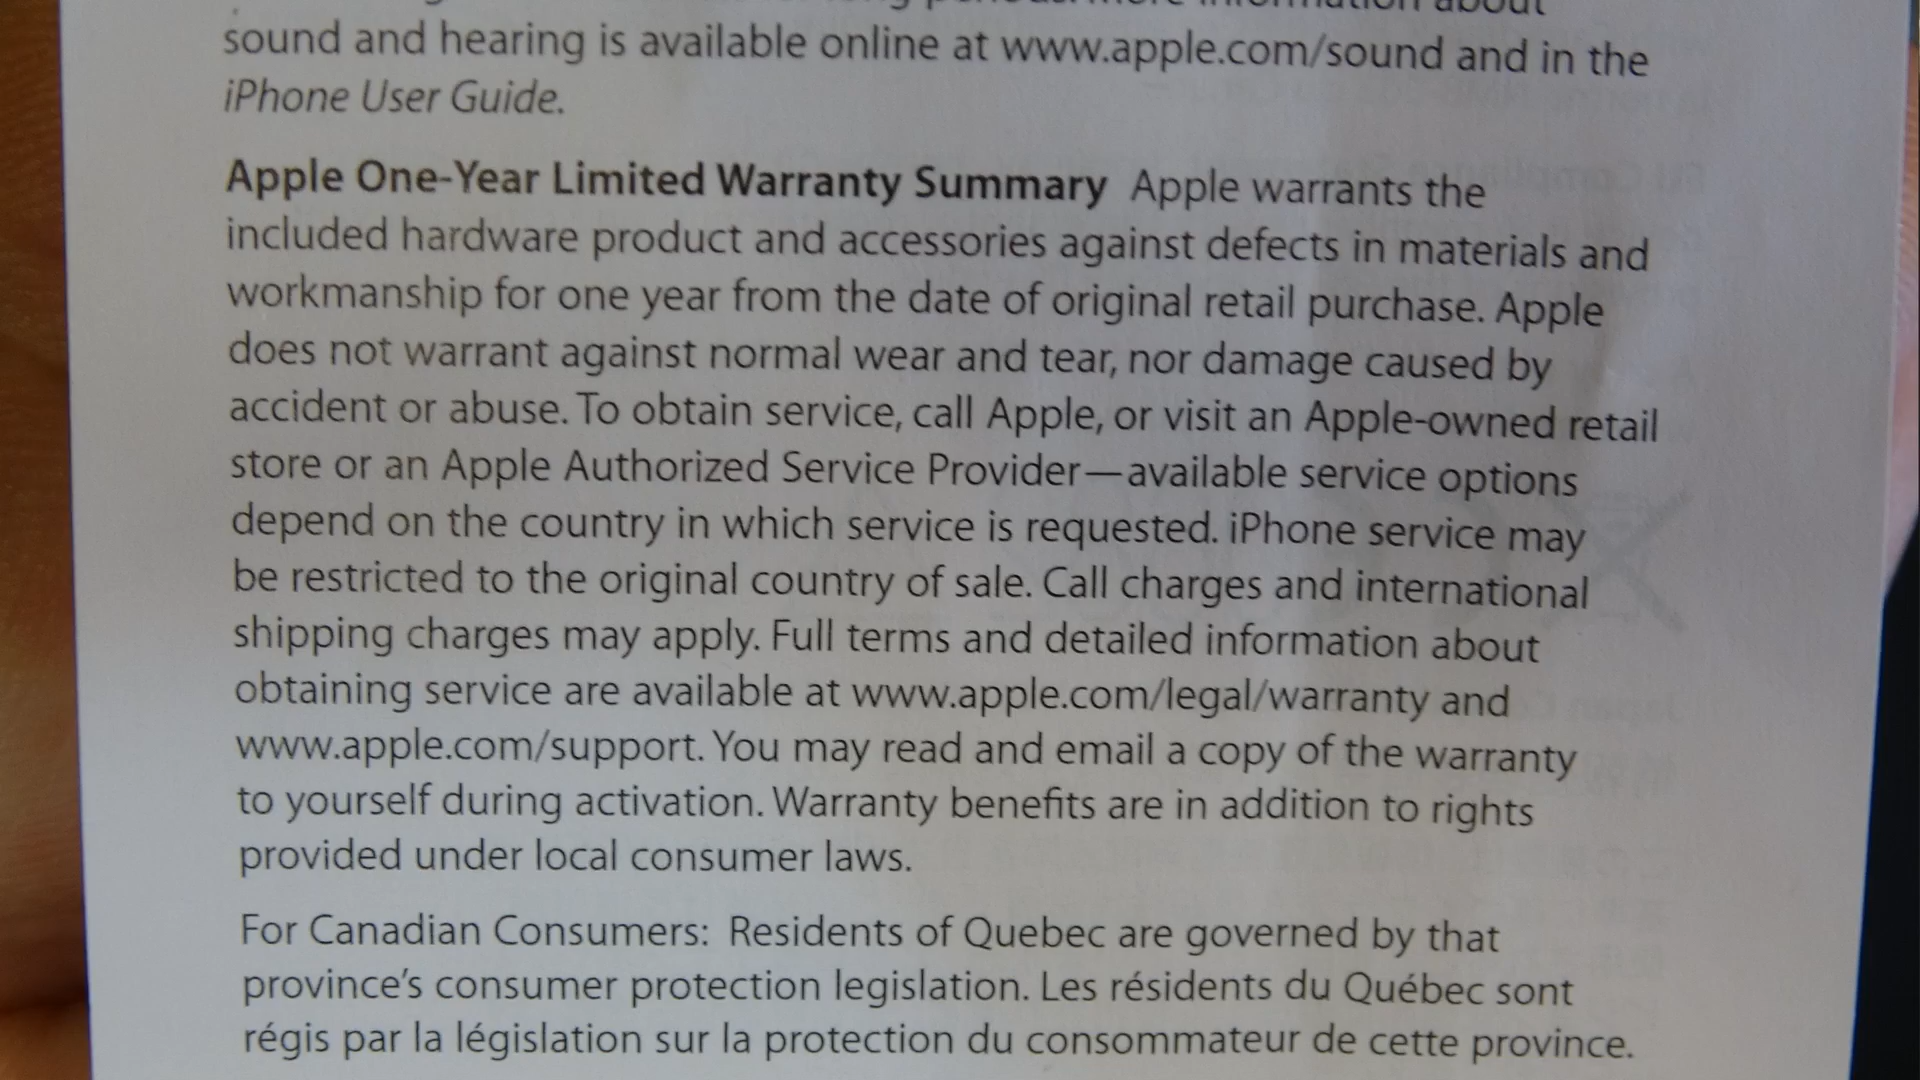 information about
sound and hearing is available online at www.apple.com/sound and in the
iPhone User Guide.
Apple One-Year Limited Warranty Summary Apple warrants the
included hardware product and accessories against defects in materials and
workmanship for one year from the date of original retail purchase. Apple
does not warrant against normal wear and tear, nor damage caused by
accident or abuse. To obtain service, call Apple, or visit an Apple-owned retail
store or an Apple Authorized Service Provider—available service options
depend on the country in which service is requested. iPhone service may
be restricted to the original country of sale. Call charges and international
shipping charges may apply. Full terms and detailed information about
obtaining service are available at www.apple.com/legal/warranty and
www.apple.com/support. You may read and email a copy of the warranty
to yourself during activation. Warranty benefits are in addition to rights
provided under local consumer laws.
For Canadian Consumers: Residents of Quebec are governed by that
province's consumer protection legislation. Les résidents du Québec sont
régis par la législation sur la protection du consommateur de cette province.